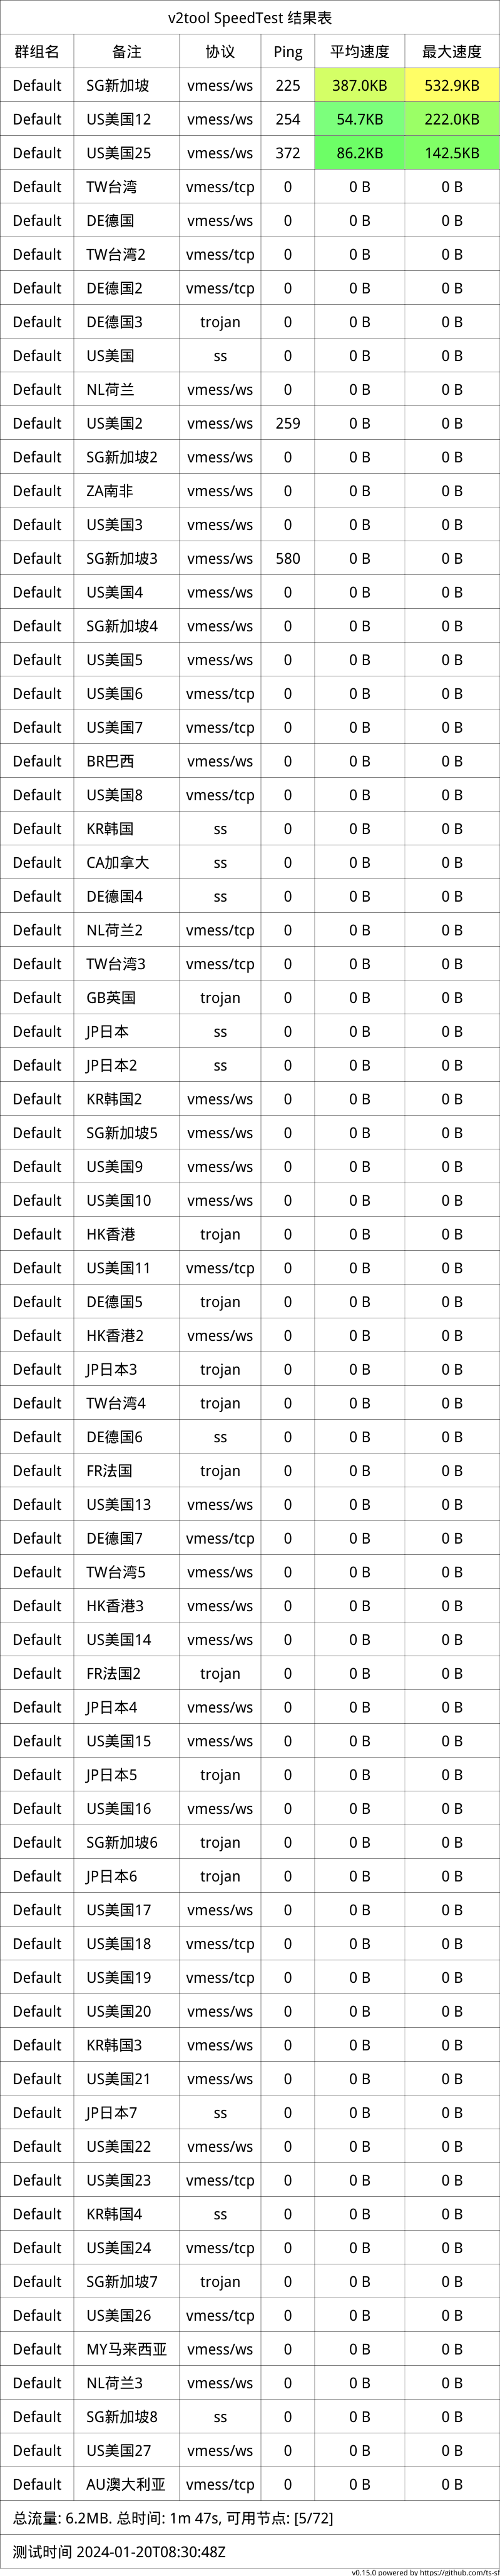 v2tool SpeedTest 结果表
群组名 备注 协议 Ping 平均速度 最大速度
Default SG新加坡 vmess/ws 225 387.0KB 532.9KB
Default US美国12 vmess/ws 254 54.7KB 222.0KB
Default US美国25 vmess/ws 372 86.2KB 142.5KB
Default TW台湾 vmess/tcp 0 0 B 0 B
Default DE德国 vmess/ws 0 0 B 0 B
Default TW台湾2 vmess/tcp 0 0 B 0 B
Default DE德国2 vmess/tcp 0 0 B 0 B
Default DE德国3 trojan 0 0 B 0 B
Default US美国 ss 0 0 B 0 B
Default NL荷兰 vmess/ws 0 0 B 0 B
Default US美国2 vmess/ws 259 0 B 0 B
Default SG新加坡2 vmess/ws 0 0 B 0 B
Default ZA南非 vmess/ws 0 0 B 0 B
Default US美国3 vmess/ws 0 0 B 0 B
Default SG新加坡3 vmess/ws 580 0 B 0 B
Default US美国4 vmess/ws 0 0 B 0 B
Default SG新加坡4 vmess/ws 0 0 B 0 B
Default US美国5 vmess/ws 0 0 B 0 B
Default US美国6 vmess/tcp 0 0 B 0 B
Default US美国7 vmess/tcp 0 0 B 0 B
Default BR巴西 vmess/ws 0 0 B 0 B
Default US美国8 vmess/tcp 0 0 B 0 B
Default KR韩国 ss 0 0 B 0 B
Default CA加拿大 ss 0 0 B 0 B
Default DE德国4 ss 0 0 B 0 B
Default NL荷兰2 vmess/tcp 0 0 B 0 B
Default TW台湾3 vmess/tcp 0 0 B 0 B
Default GB英国 trojan 0 0 B 0 B
Default JP日本 ss 0 0 B 0 B
Default JP日本2 ss 0 0 B 0 B
Default KR韩国2 vmess/ws 0 0 B 0 B
Default SG新加坡5 vmess/ws 0 0 B 0 B
Default US美国9 vmess/ws 0 0 B 0 B
Default US美国10 vmess/ws 0 0 B 0 B
Default HK香港 trojan 0 0 B 0 B
Default US美国11 vmess/tcp 0 0 B 0 B
Default DE德国5 trojan 0 0 B 0 B
Default HK香港2 vmess/ws 0 0 B 0 B
Default JP日本3 trojan 0 0 B 0 B
Default TW台湾4 trojan 0 0 B 0 B
Default DE德国6 ss 0 0 B 0 B
Default FR法国 trojan 0 0 B 0 B
Default US美国13 vmess/ws 0 0 B 0 B
Default DE德国7 vmess/tcp 0 0 B 0 B
Default TW台湾5 vmess/ws 0 0 B 0 B
Default HK香港3 vmess/ws 0 0 B 0 B
Default US美国14 vmess/ws 0 0 B 0 B
Default FR法国2 trojan 0 0 B 0 B
Default JP日本4 vmess/ws 0 0 B 0 B
Default US美国15 vmess/ws 0 0 B 0 B
Default JP日本5 trojan 0 0 B 0 B
Default US美国16 vmess/ws 0 0 B 0 B
Default SG新加坡6 trojan 0 0 B 0 B
Default JP日本6 trojan 0 0 B 0 B
Default US美国17 vmess/ws 0 0 B 0 B
Default US美国18 vmess/tcp 0 0 B 0 B
Default US美国19 vmess/tcp 0 0 B 0 B
Default US美国20 vmess/ws 0 0 B 0 B
Default KR韩国3 vmess/ws 0 0 B 0 B
Default US美国21 vmess/ws 0 0 B 0 B
Default JP日本7 ss 0 0 B 0 B
Default US美国22 vmess/ws 0 0 B 0 B
Default US美国23 vmess/tcp 0 0 B 0 B
Default KR韩国4 ss 0 0 B 0 B
Default US美国24 vmess/tcp 0 0 B 0 B
Default SG新加坡7 trojan 0 0 B 0 B
Default US美国26 vmess/tcp 0 0 B 0 B
Default MY马来西亚 vmess/ws 0 0 B 0 B
Default NL荷兰3 vmess/ws 0 0 B 0 B
Default SG新加坡8 ss 0 0 B 0 B
Default US美国27 vmess/ws 0 0 B 0 B
Default AU澳大利亚 vmess/tcp 0 0 B 0 B
总流量: 6.2MB. 总时间: 1m 47s, 可用节点: [5/72]
测试时间 2024-01-20T08:30:48Z
v0.15.0 powered by https://github.com/ts-sl